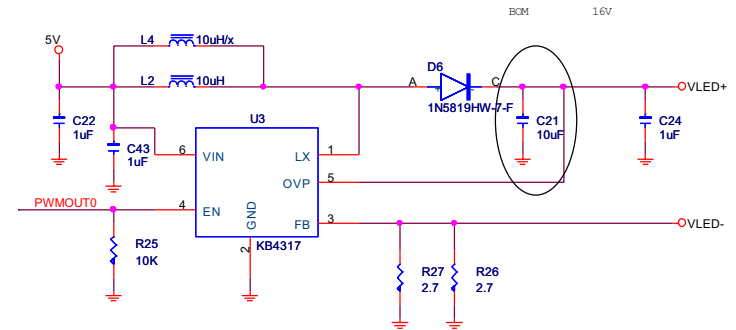 BOM 16V
5V
L4 10uH/x
L2 10uH
D6
A C
1N5819HW-7-F
VLED+
C22
1uF
C43
1uF
U3
C21
10uF
C24
1uF
6 VIN LX 1
OVP 5
PWMOUT0 4 EN
GND
FB 3
VLED-
2
KB4317
R25
10K
R27
2.7
R26
2.7